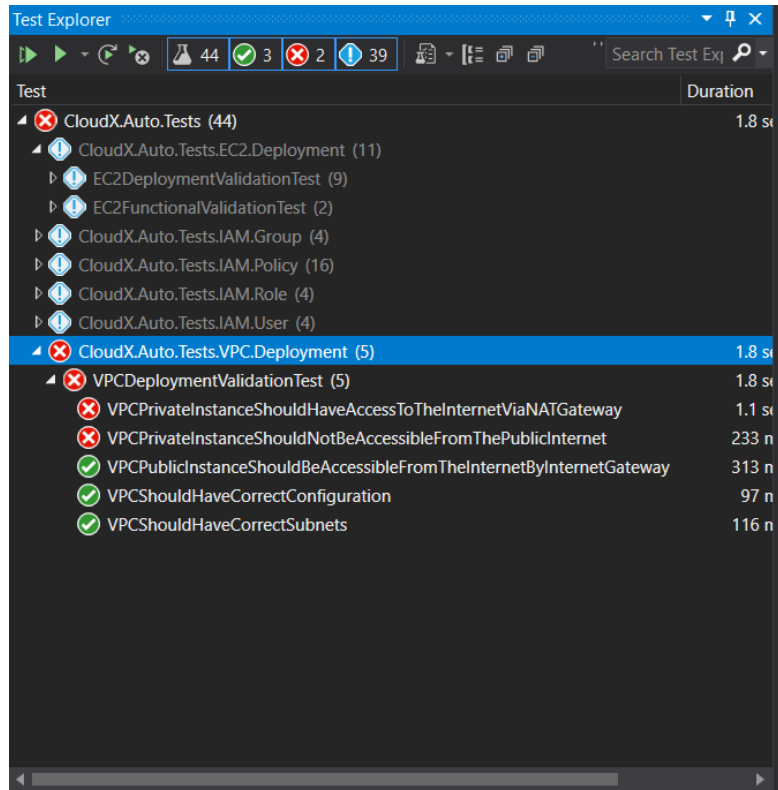 Test Explorer
44 3 2 39 Search Test Ex
Test Duration
CloudX.Auto.Tests (44) 1.8 se
CloudX.Auto.Tests.EC2.Deployment (11)
EC2DeploymentValidationTest (9)
EC2FunctionalValidationTest (2)
CloudX.Auto.Tests.IAM.Group (4)
CloudX.Auto.Tests.IAM.Policy (16)
CloudX.Auto.Tests.IAM.Role (4)
CloudX.Auto.Tests.IAM.User (4)
CloudX.Auto.Tests.VPC.Deployment (5) 1.8 se
VPCDeploymentValidationTest (5) 1.8 se
VPCPrivateInstanceShouldHaveAccessToTheInternetViaNATGateway 1.1 se
VPCPrivateInstanceShouldNotBeAccessibleFromThePublicInternet 233 m
VPCPublicInstanceShouldBeAccessibleFromTheInternetByInternetGateway 313 m
VPCShouldHaveCorrectConfiguration 97 m
VPCShouldHaveCorrectSubnets 116 m